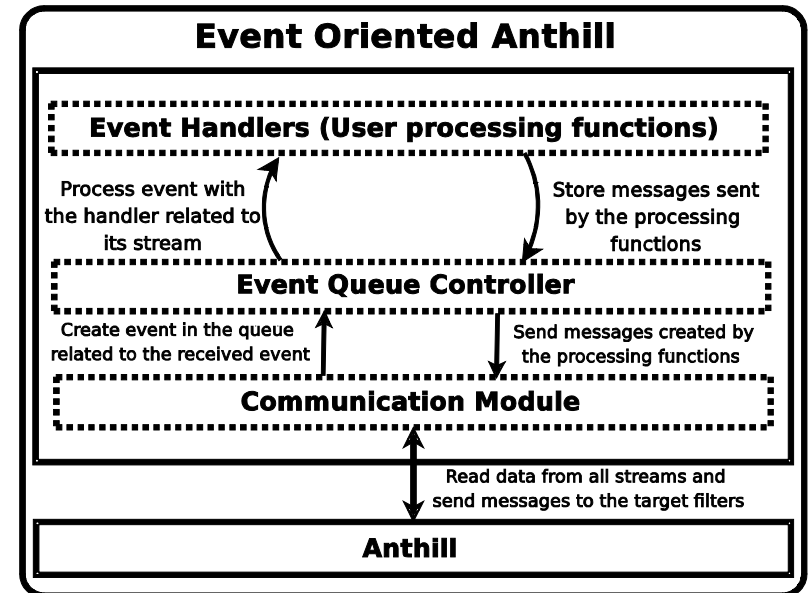 Event Oriented Anthill
Event Handlers (User processing functions)
Process event with
the handler related to
its stream
Store messages sent
by the processing
functions
Event Queue Controller
Create event in the queue
related to the received event
Send messages created by
the processing functions
Communication Module
Read data from all streams and
send messages to the target filters
Anthill